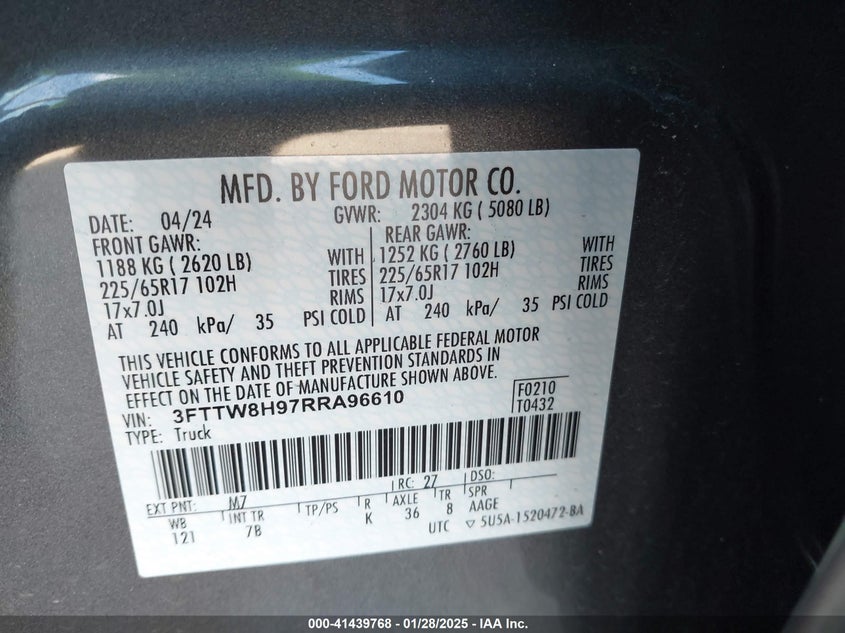 MFD. BY FORD MOTOR CO.
DATE: 04/24 GVWR: 2304 KG ( 5080 LB)
FRONT GAWR: REAR GAWR:
1188 KG ( 2620 LB) WITH 1252 KG ( 2760 LB) WITH
225/65R17 102H TIRES 225/65R17 102H TIRES
17x7.0J RIMS 17x7.0J RIMS
AT 240 kPa/ 35 PSI COLD AT 240 kPa/ 35 PSI COLD
THIS VEHICLE CONFORMS TO ALL APPLICABLE FEDERAL MOTOR
VEHICLE SAFETY AND THEFT PREVENTION STANDARDS IN
EFFECT ON THE DATE OF MANUFACTURE SHOWN ABOVE.
VIN: 3FTTW8H97RRA96610 F0210
TYPE: Truck T0432
EXT PNT: M7 RC: 27 DSO:
WB INT TR TP/PS R AXLE TR SPR
121 7B K 36 8 AAGE
UTC ▽ 5U5A-1520472-BA
000-41439768 | 01/28/2025 | IAA Inc.